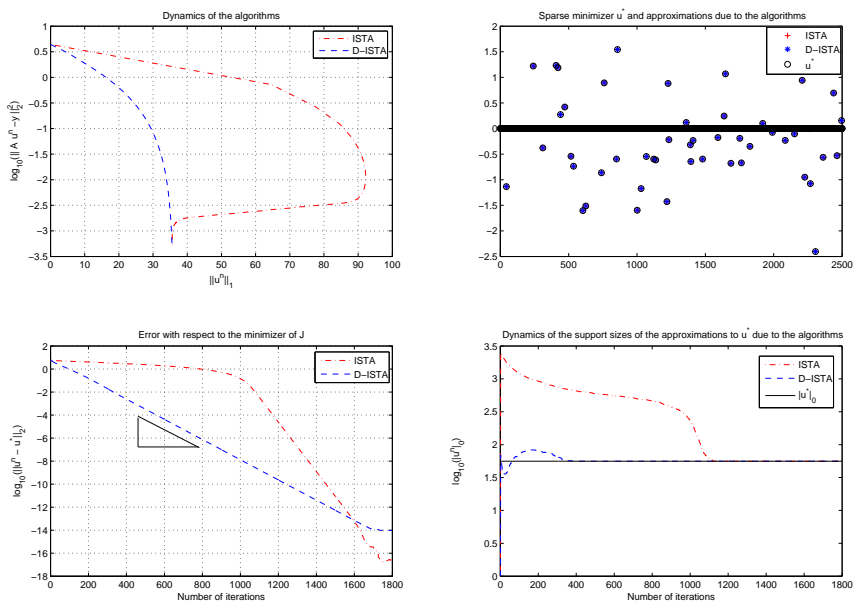 Dynamics of the algorithms
1
0.5
0
−0.5
−1
−1.5
−2
−2.5
−3
−3.5
log10(|| A u^n −y||_2^2)
0 10 20 30 40 50 60 70 80 90 100
||u^n||_1
ISTA
D−ISTA
Sparse minimizer u^* and approximations due to the algorithms
2
1.5
1
0.5
0
−0.5
−1
−1.5
−2
−2.5
0 500 1000 1500 2000 2500
ISTA
D−ISTA
u^*
Error with respect to the minimizer of J
2
0
−2
−4
−6
−8
−10
−12
−14
−16
−18
log10(||u^n − u^*||_2)
0 200 400 600 800 1000 1200 1400 1600 1800
Number of iterations
ISTA
D−ISTA
Dynamics of the support sizes of the approximations to u^* due to the algorithms
3.5
3
2.5
2
1.5
1
0.5
0
log10(|u^n|_0)
0 200 400 600 800 1000 1200 1400 1600 1800
Number of iterations
ISTA
D−ISTA
|u^*|_0